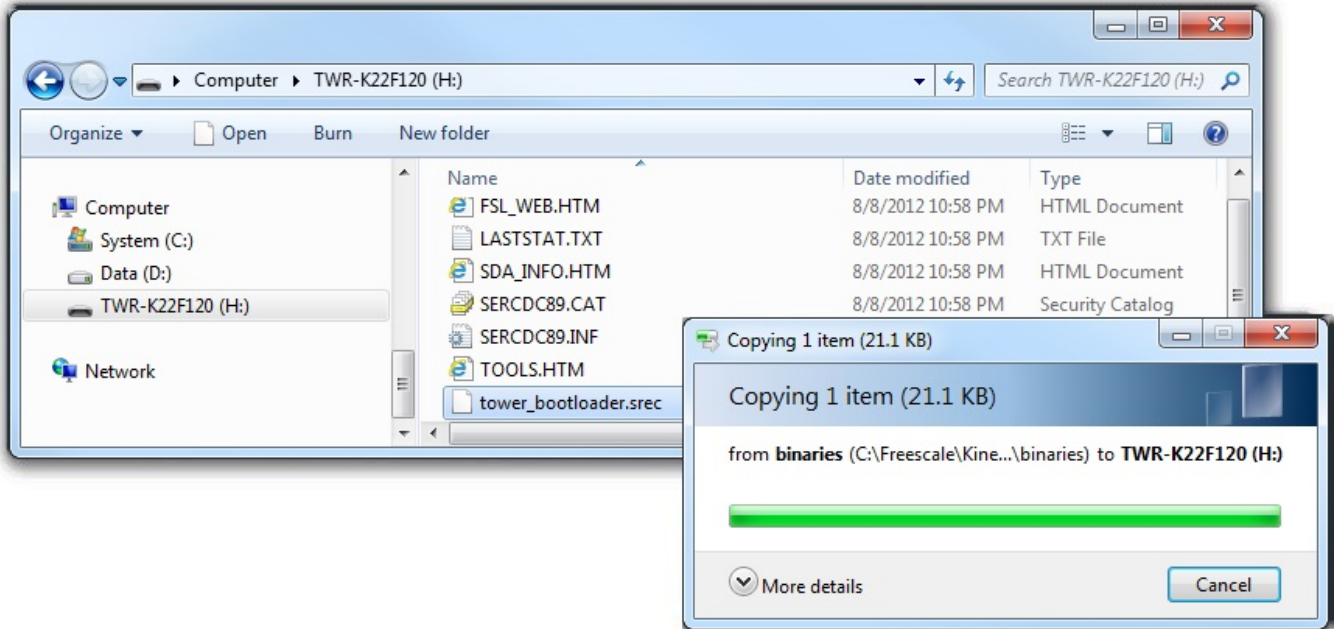 Computer TWR-K22F120 (H:) Search TWR-K22F120 (H:)
Organize Open Burn New folder
Name Date modified Type
Computer FSL_WEB.HTM 8/8/2012 10:58 PM HTML Document
System (C:) LASTSTAT.TXT 8/8/2012 10:58 PM TXT File
Data (D:) SDA_INFO.HTM 8/8/2012 10:58 PM HTML Document
TWR-K22F120 (H:) SERCDC89.CAT 8/8/2012 10:58 PM Security Catalog
SERCDC89.INF
Network TOOLS.HTM
tower_bootloader.srec
Copying 1 item (21.1 KB)
Copying 1 item (21.1 KB)
from binaries (C:\Freescale\Kine...\binaries) to TWR-K22F120 (H:)
More details Cancel